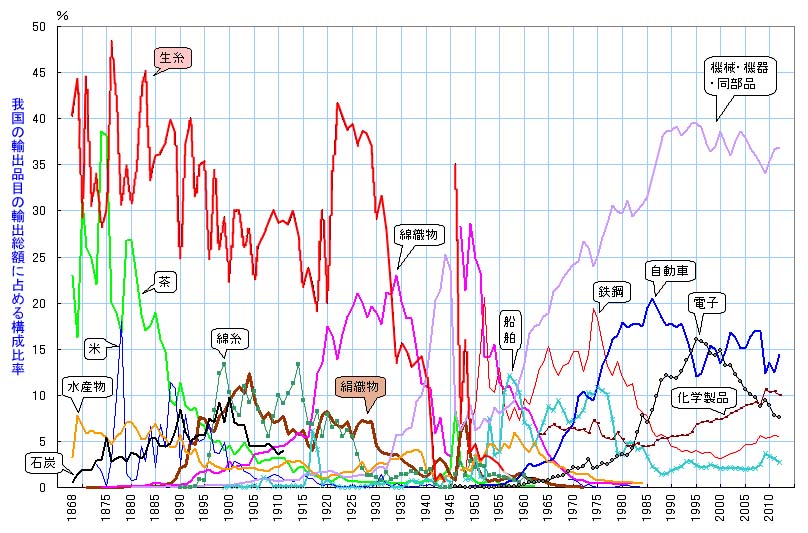 %
50
45
40
35
30
25
20
15
10
5
0
我国の輸出品目の輸出総額に占める構成比率
生糸
機械・機器
・同部品
綿織物
茶
自動車
鉄鋼
電子
船
舶
綿糸
米
水産物
絹織物
化学製品
石炭
1868
1875
1880
1885
1890
1895
1900
1905
1910
1915
1920
1925
1930
1935
1940
1945
1950
1955
1960
1965
1970
1975
1980
1985
1990
1995
2000
2005
2010